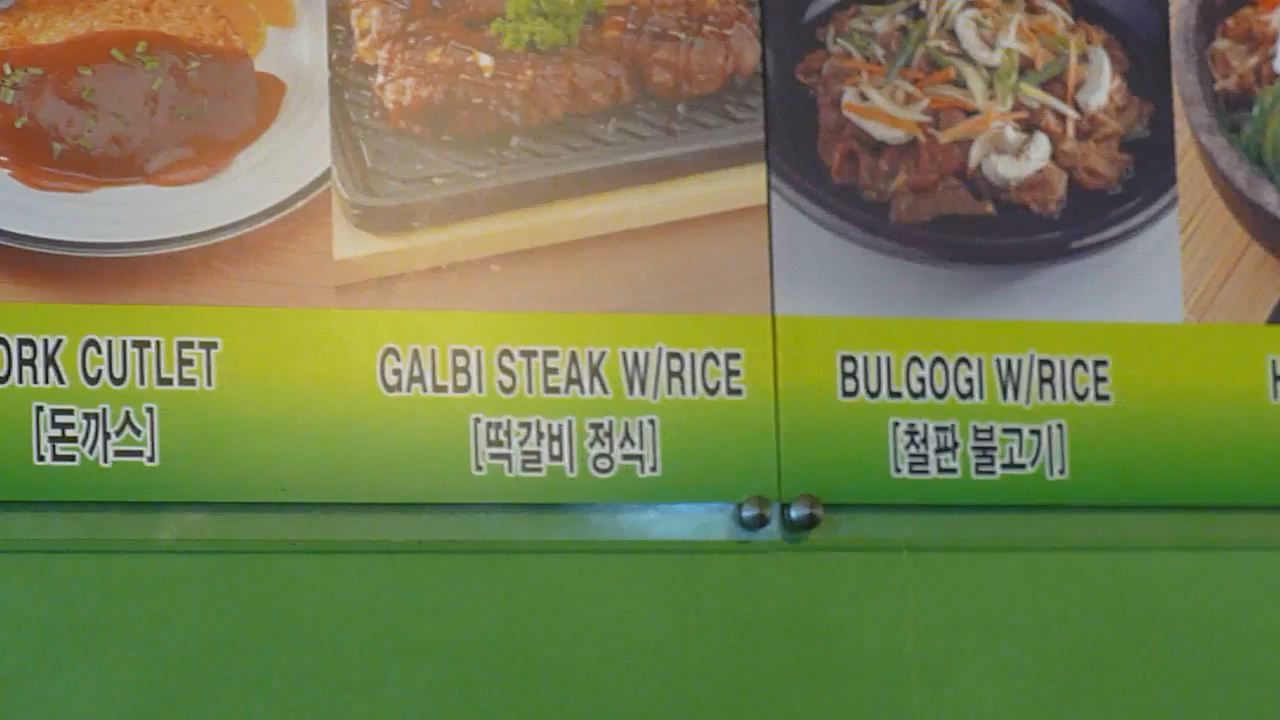 ORK CUTLET
[돈까스]
GALBI STEAK W/RICE
[떡갈비 정식]
BULGOGI W/RICE
[철판 불고기]